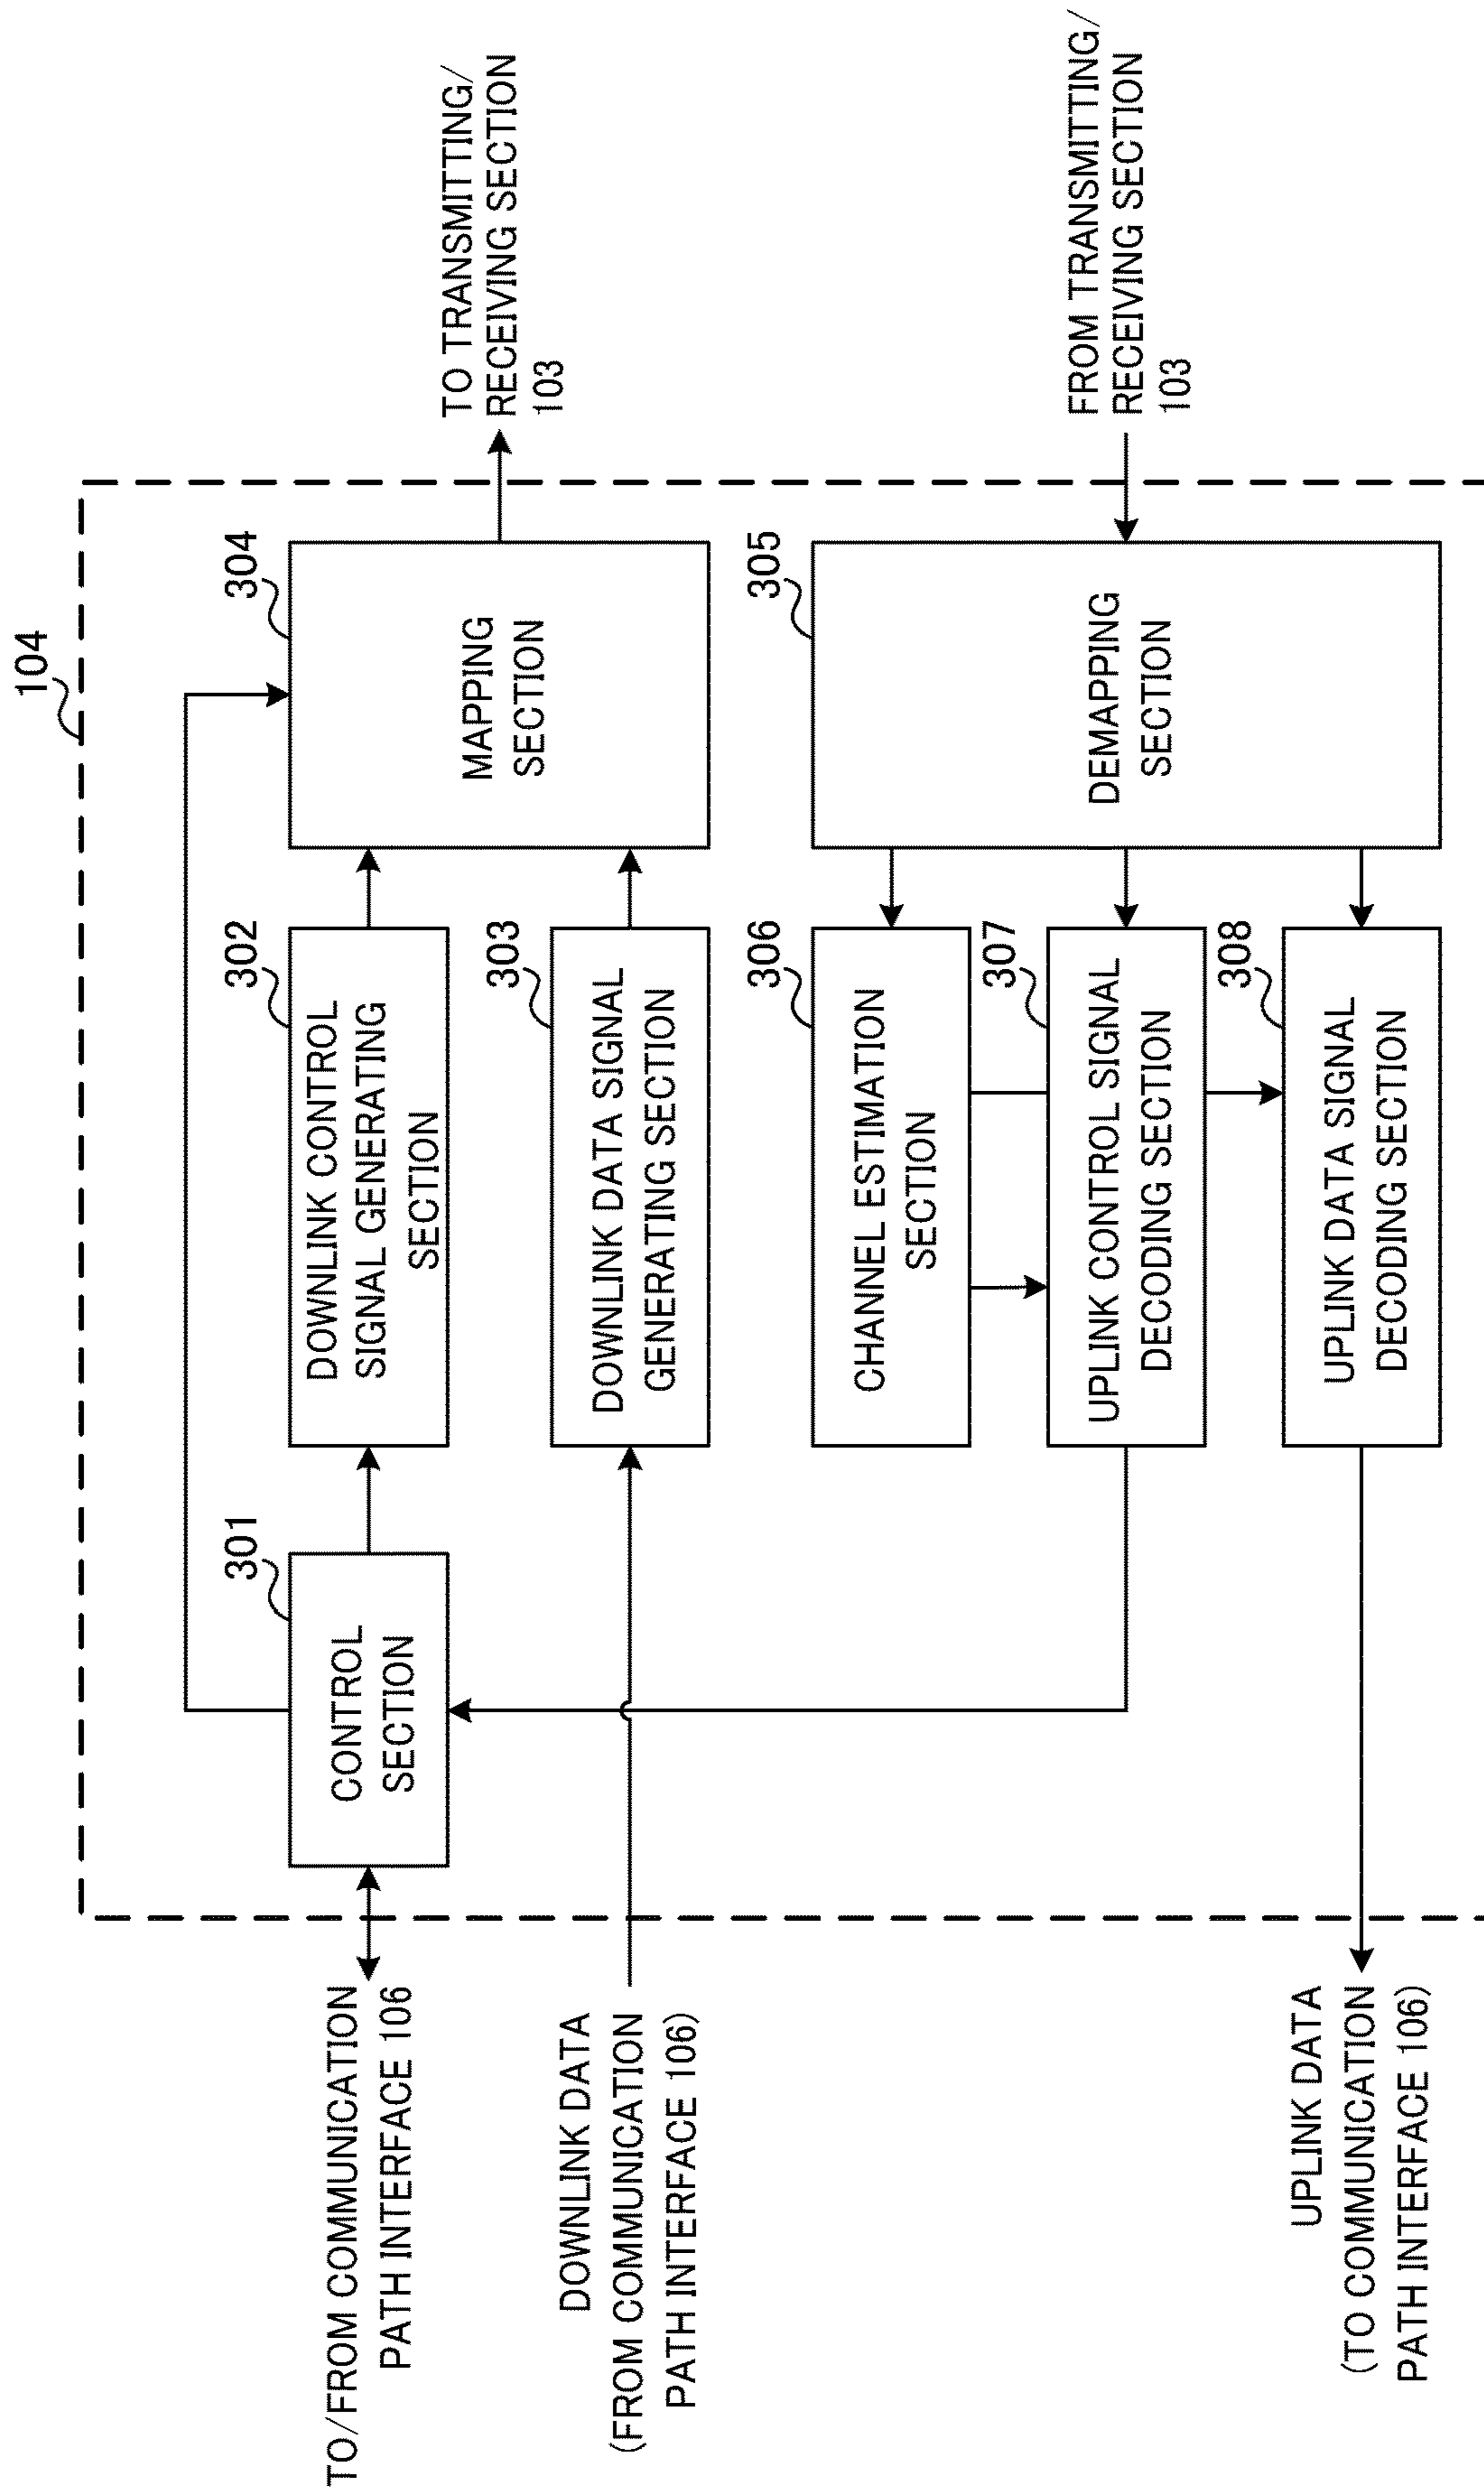 104
TO/FROM COMMUNICATION
PATH INTERFACE 106
301
CONTROL
SECTION
302
DOWNLINK CONTROL
SIGNAL GENERATING
SECTION
304
MAPPING
SECTION
TO TRANSMITTING/
RECEIVING SECTION
103
DOWNLINK DATA
(FROM COMMUNICATION
PATH INTERFACE 106)
303
DOWNLINK DATA SIGNAL
GENERATING SECTION
306
CHANNEL ESTIMATION
SECTION
305
DEMAPPING
SECTION
FROM TRANSMITTING/
RECEIVING SECTION
103
307
UPLINK CONTROL SIGNAL
DECODING SECTION
308
UPLINK DATA SIGNAL
DECODING SECTION
UPLINK DATA
(TO COMMUNICATION
PATH INTERFACE 106)